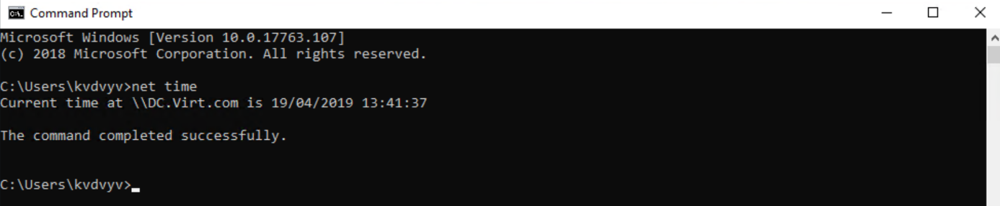 Command Prompt
Microsoft Windows [Version 10.0.17763.107]
(c) 2018 Microsoft Corporation. All rights reserved.
C:\Users\kvdvyv>net time
Current time at \\DC.Virt.com is 19/04/2019 13:41:37
The command completed successfully.
C:\Users\kvdvyv>